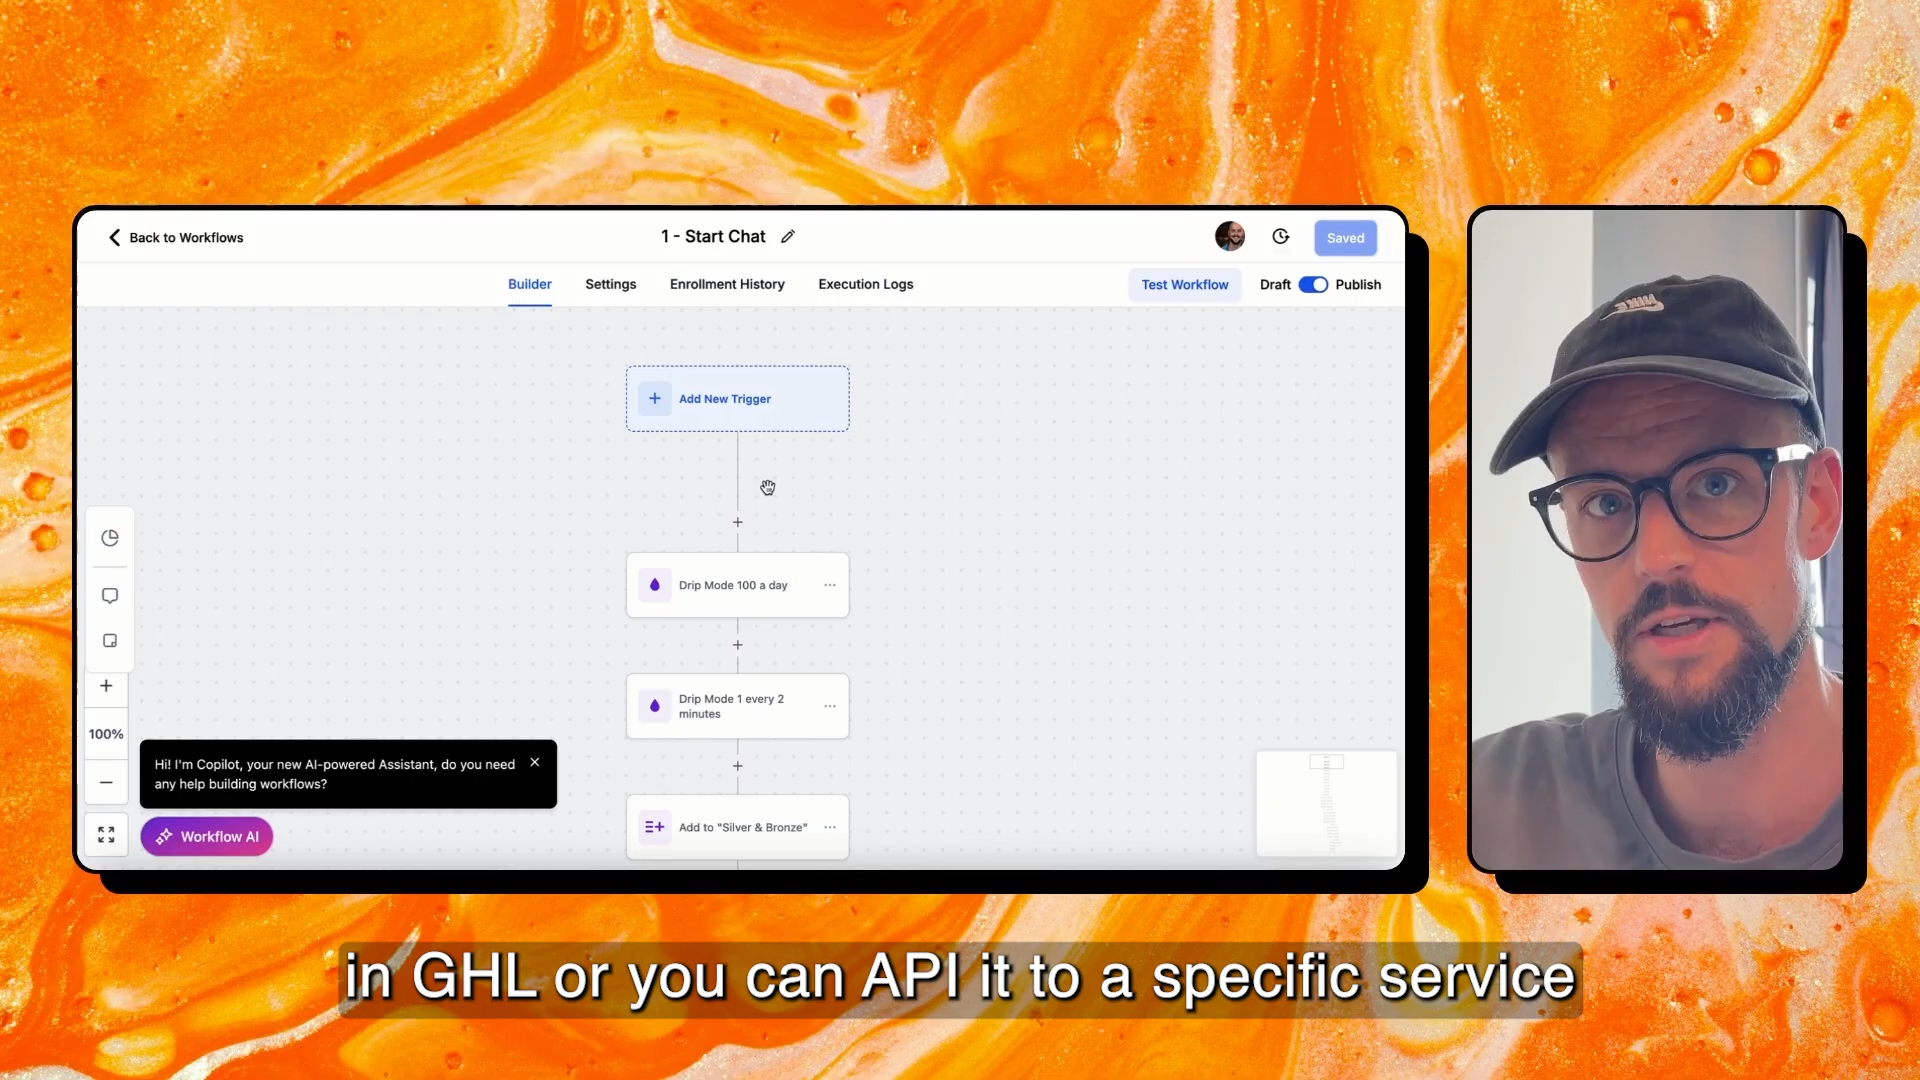 Back to Workflows
1 - Start Chat
Saved
Builder
Settings
Enrollment History
Execution Logs
Test Workflow
Draft
Publish
Add New Trigger
Drip Mode 100 a day
Drip Mode 1 every 2
minutes
Add to "Silver & Bronze"
100%
Hi! I'm Copilot, your new AI-powered Assistant, do you need
any help building workflows?
Workflow AI
NIKE
in GHL or you can API it to a specific service